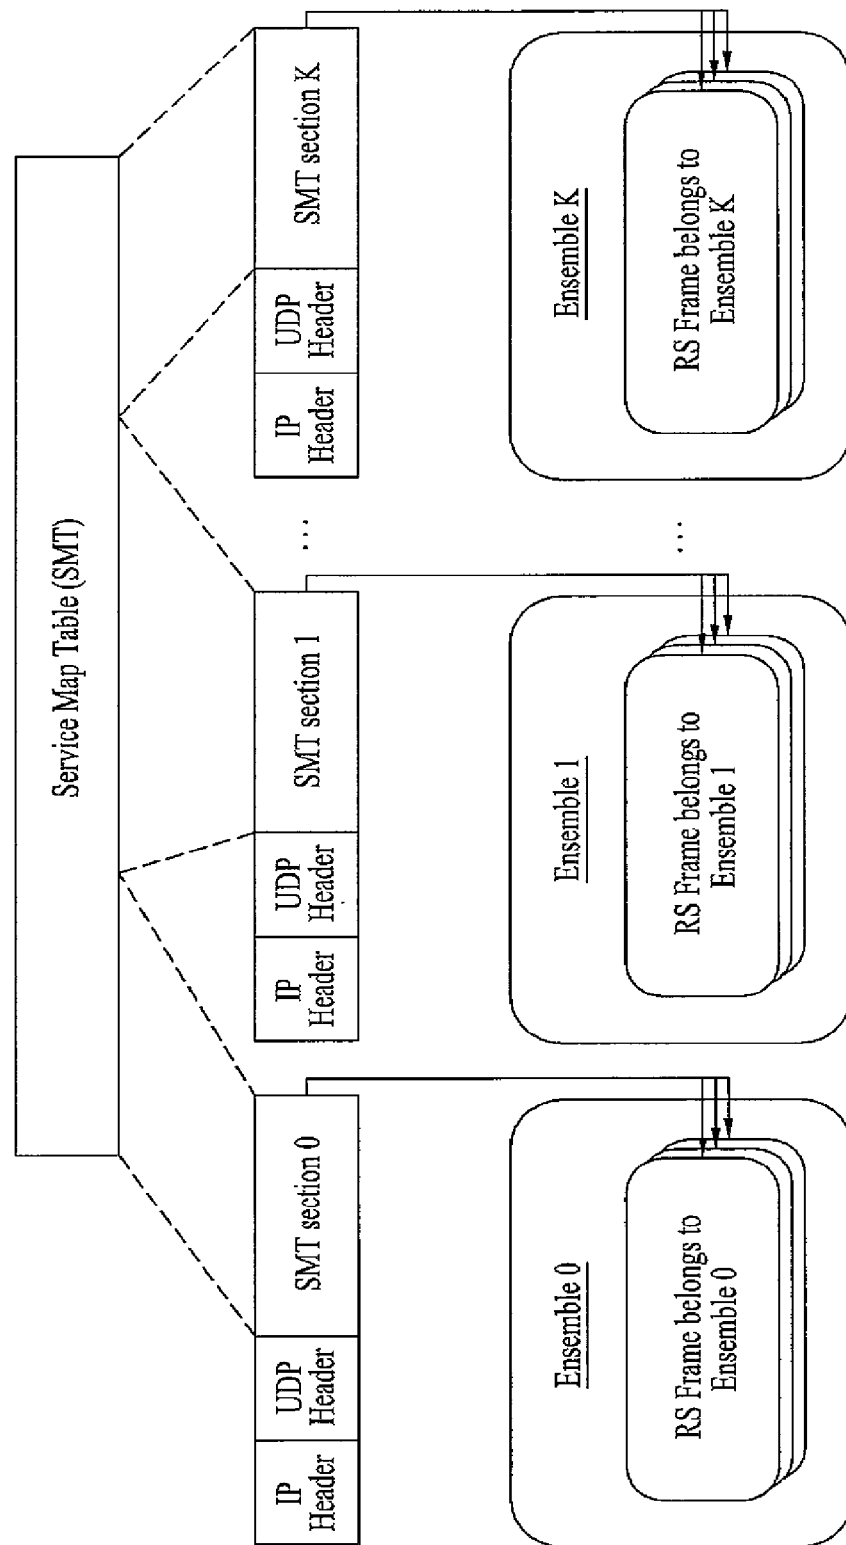 Service Map Table (SMT)
IP
Header
UDP
Header
SMT section 0
IP
Header
UDP
Header
SMT section 1
...
IP
Header
UDP
Header
SMT section K
Ensemble 0
RS Frame belongs to
Ensemble 0
Ensemble 1
RS Frame belongs to
Ensemble 1
...
Ensemble K
RS Frame belongs to
Ensemble K